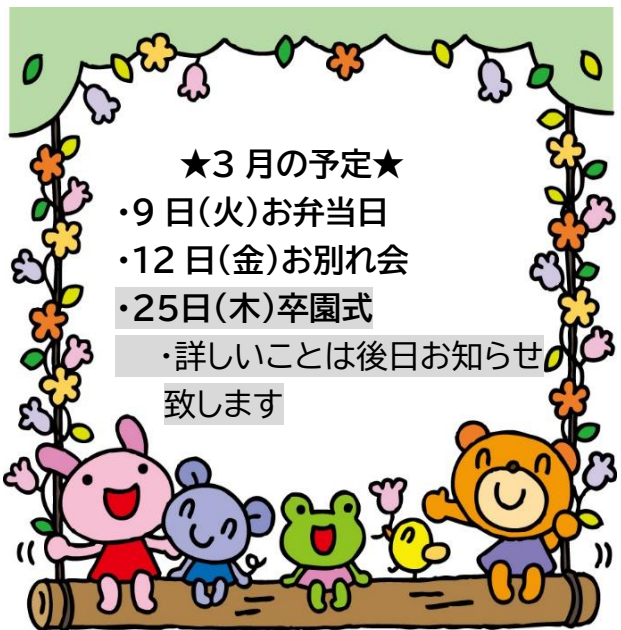 ★3月の予定★
・9日(火)お弁当日
・12日(金)お別れ会
・25日(木)卒園式
・詳しいことは後日お知らせ
致します